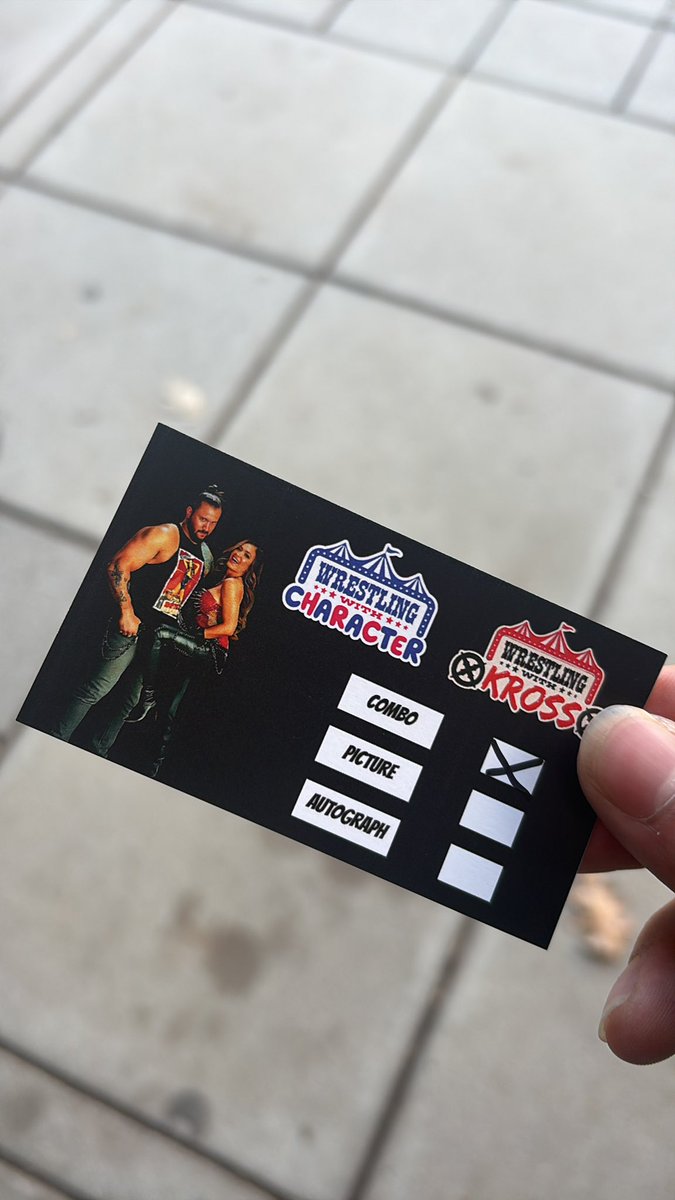 WRESTLING
WITH
CHARACTER
WRESTLING
WITH
KROSS
COMBO
PICTURE
AUTOGRAPH